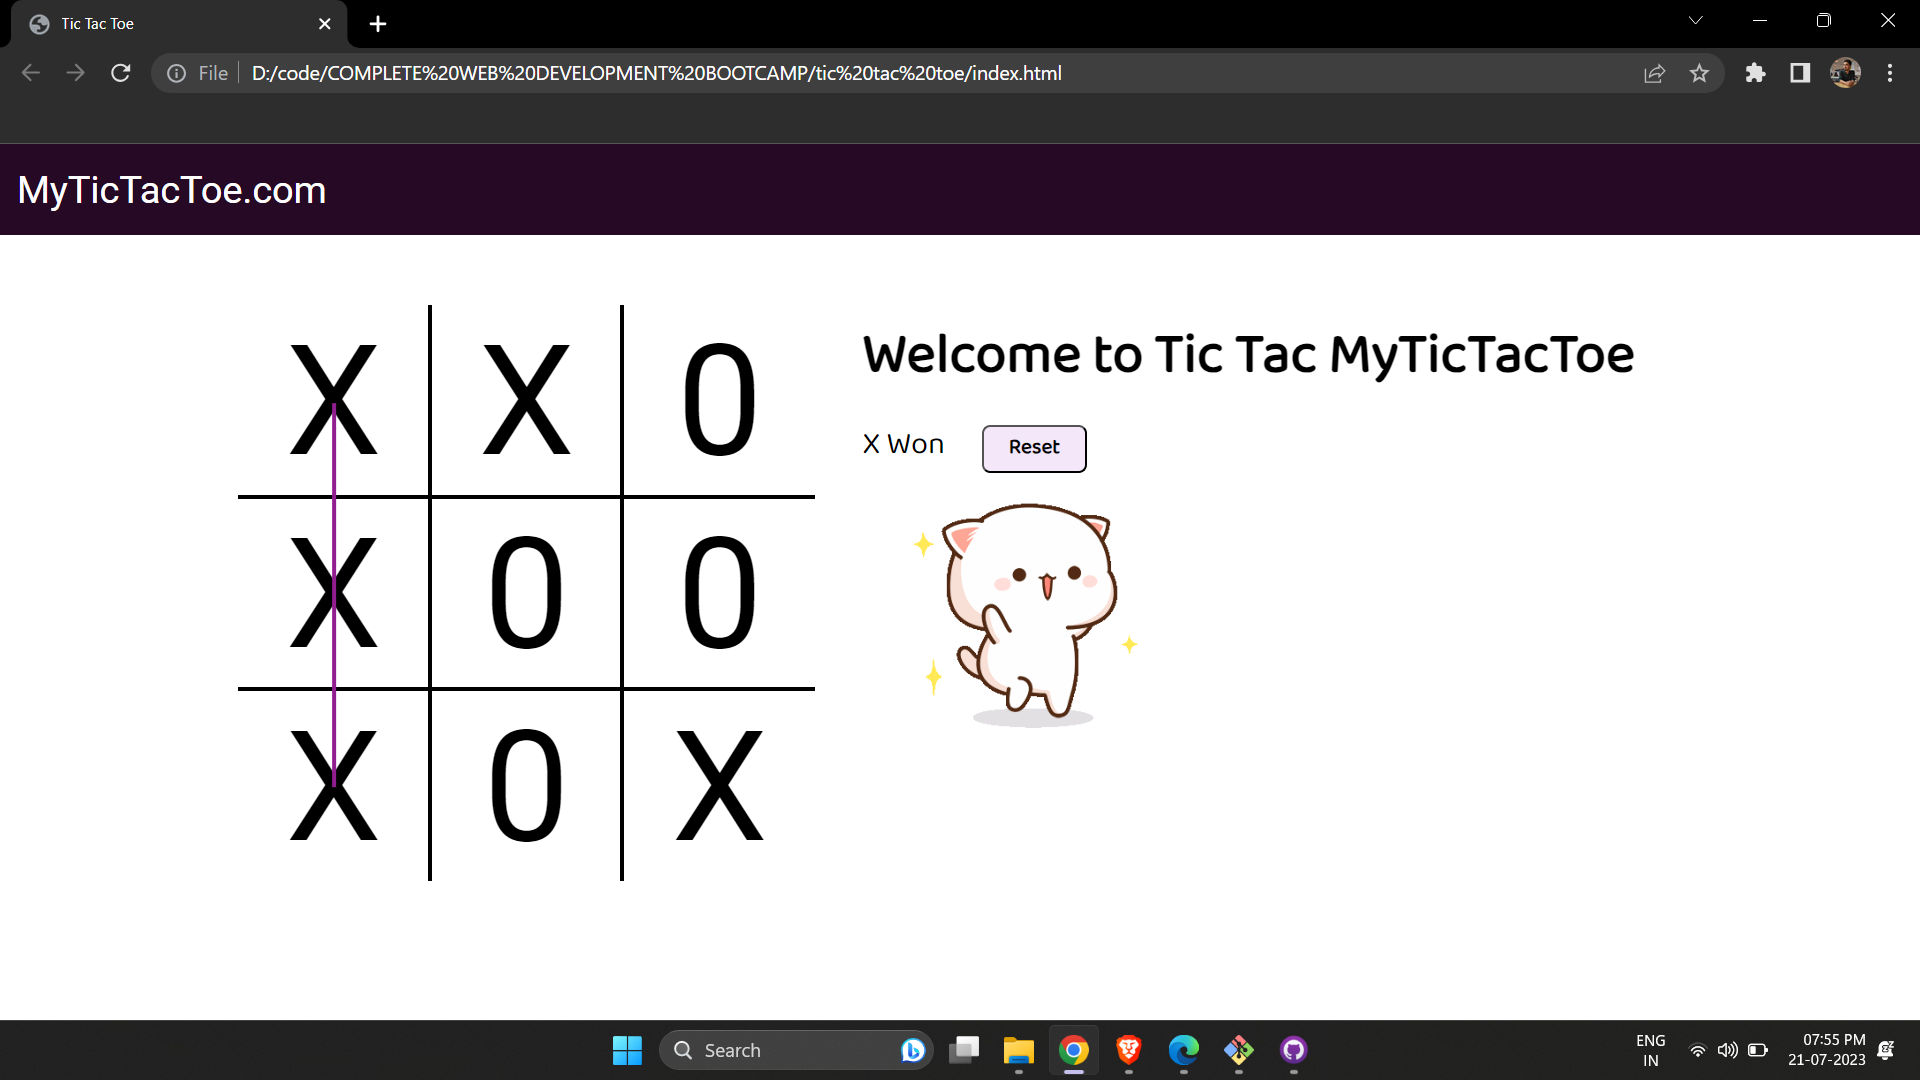 Tic Tac Toe
File D:/code/COMPLETE%20WEB%20DEVELOPMENT%20BOOTCAMP/tic%20tac%20toe/index.html
MyTicTacToe.com
X X 0
X 0 0
X 0 X
Welcome to Tic Tac MyTicTacToe
X Won Reset
Search
ENG
IN
07:55 PM
21-07-2023